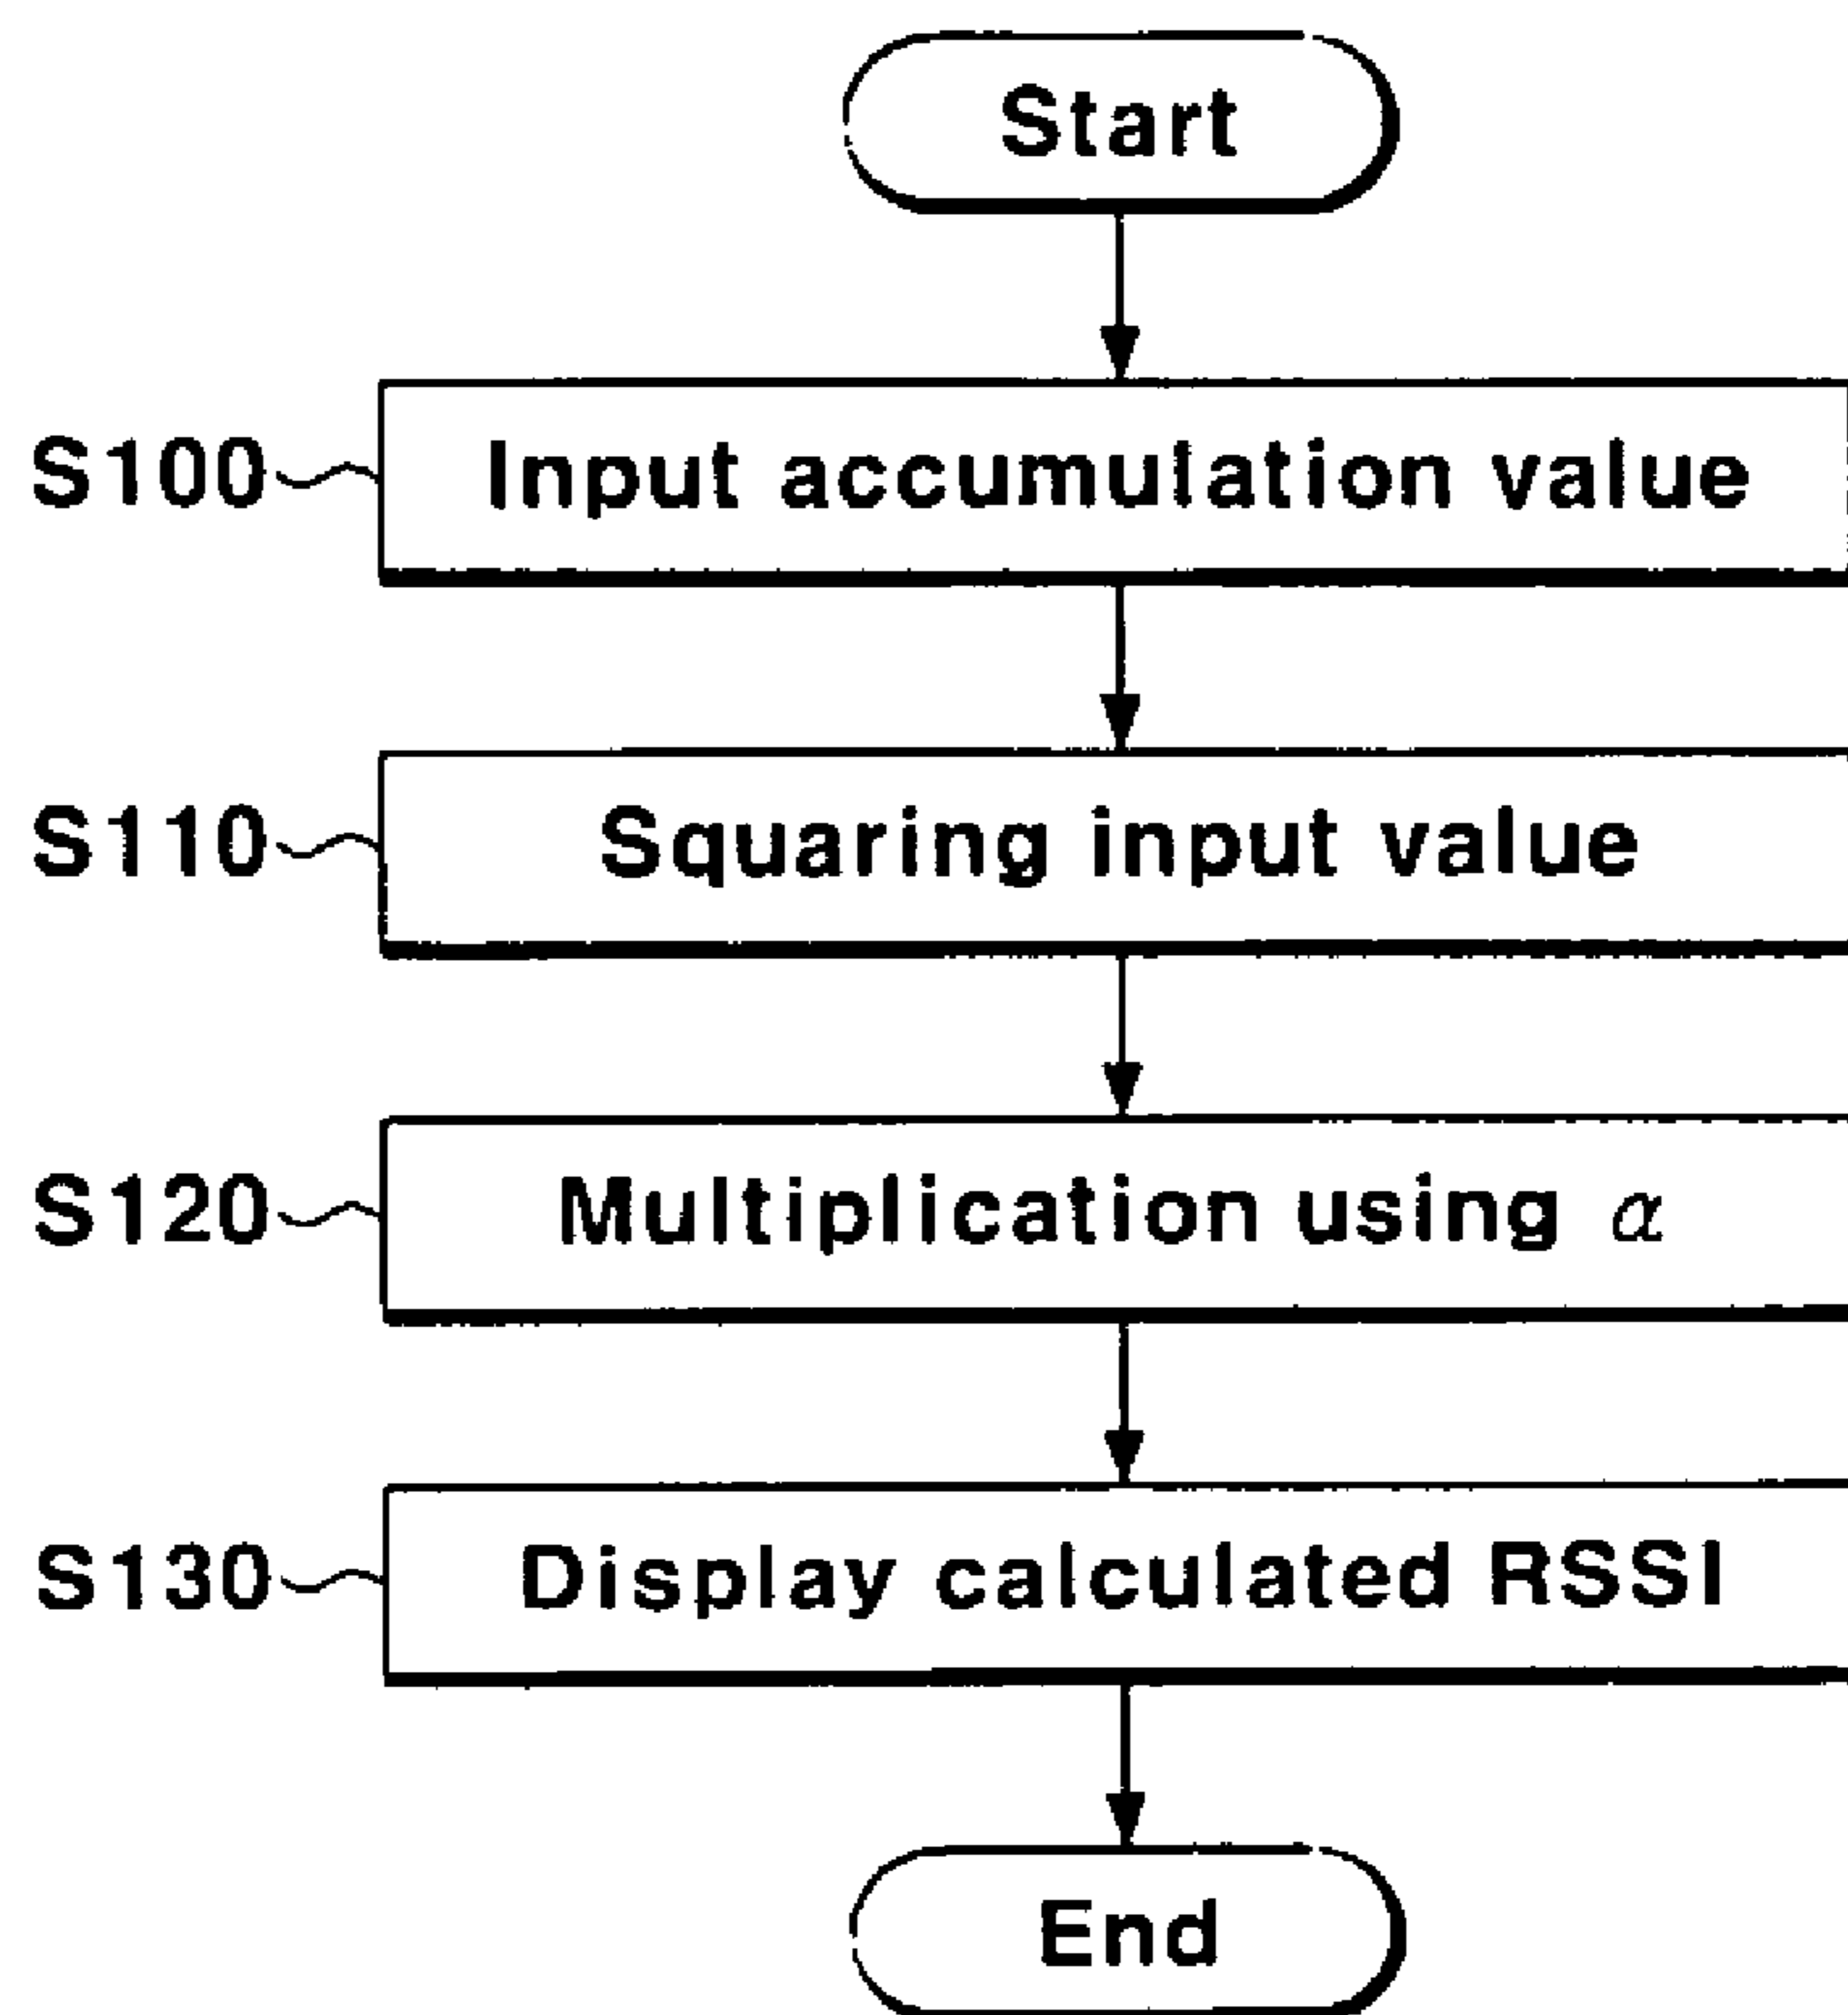 Start
S100 Input accumulation value
S110 Squaring input value
S120 Multiplication using α
S130 Display calculated RSSI
End